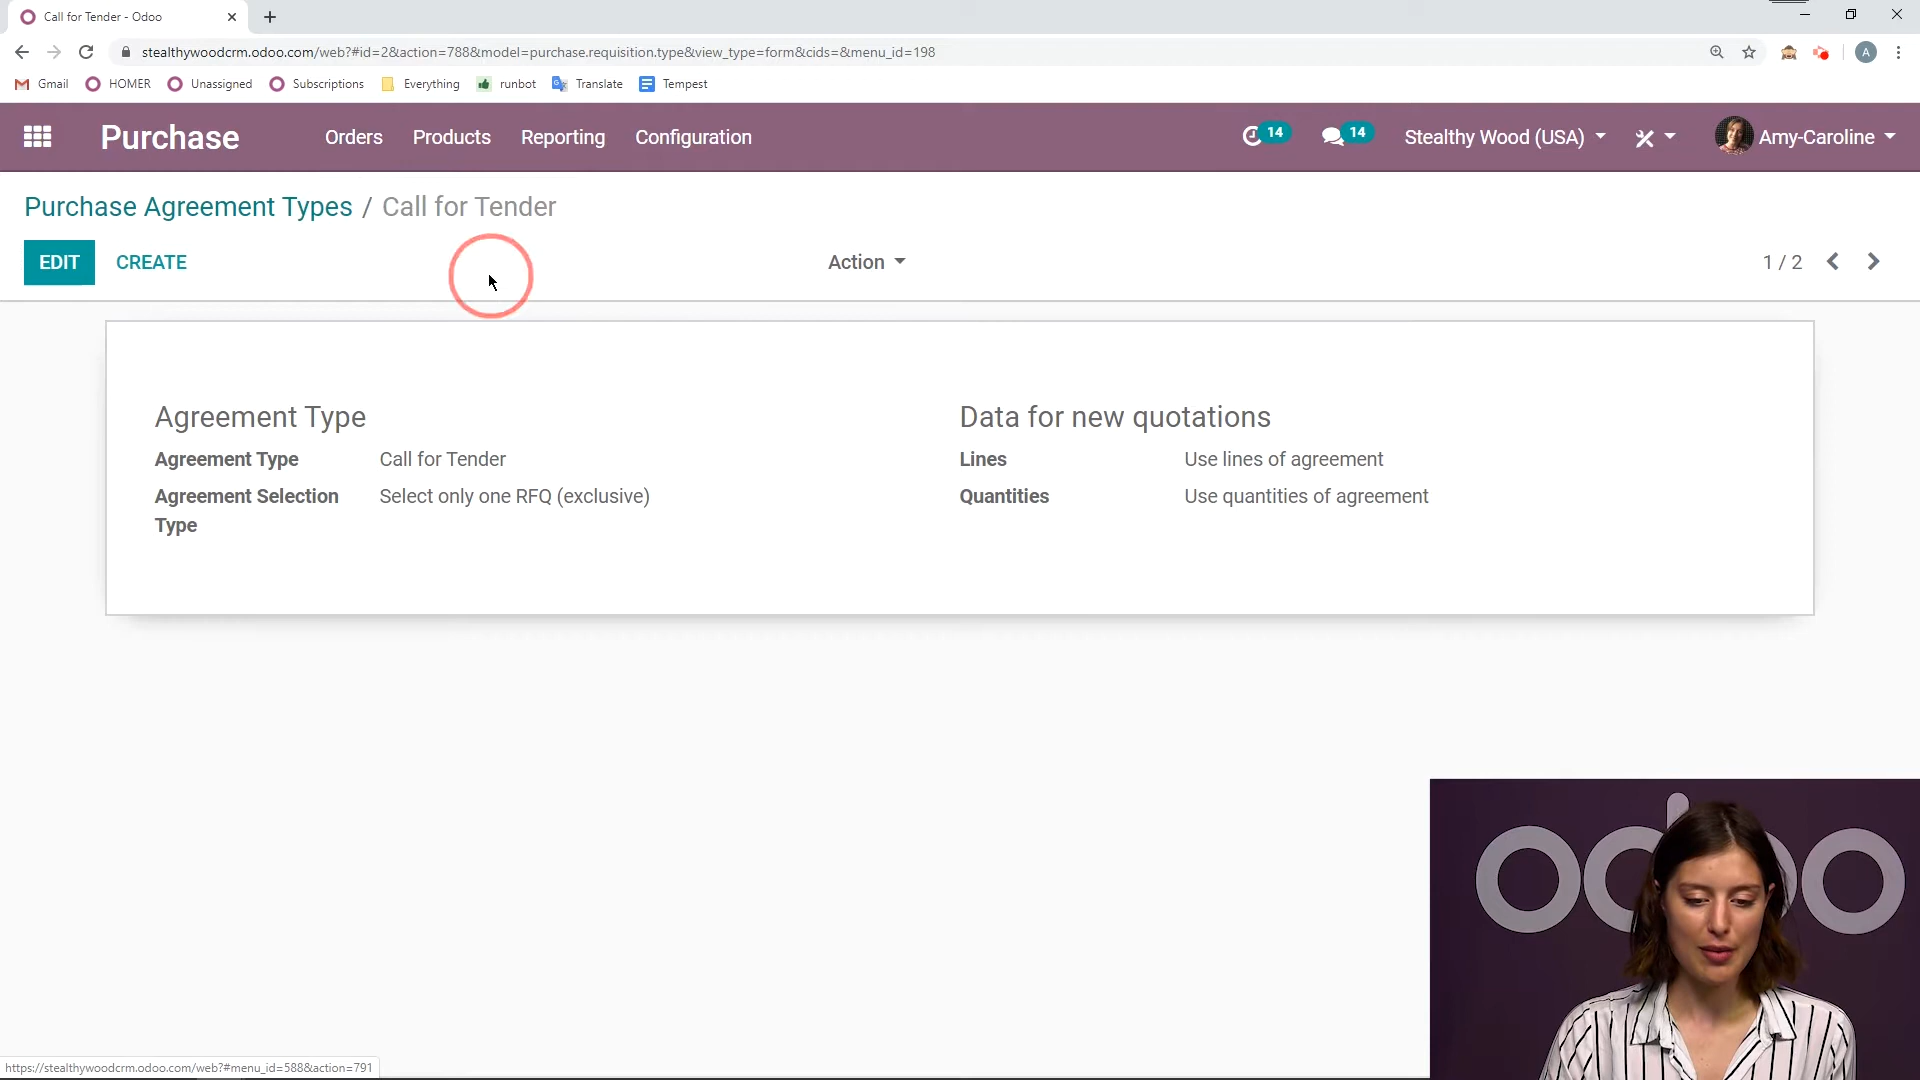 Call for Tender - Odoo
stealthywoodcrm.odoo.com/web?#id=2&action=788&model=purchase.requisition.type&view_type=form&cids=&menu_id=198
A
Gmail HOMER Unassigned Subscriptions Everything runbot Translate Tempest
Purchase Orders Products Reporting Configuration 14 14 Stealthy Wood (USA) Amy-Caroline
Purchase Agreement Types / Call for Tender
EDIT CREATE Action 1 / 2
Agreement Type
Agreement Type Call for Tender
Agreement Selection Type Select only one RFQ (exclusive)
Data for new quotations
Lines Use lines of agreement
Quantities Use quantities of agreement
odoo
https://stealthywoodcrm.odoo.com/web?#menu_id=588&action=791